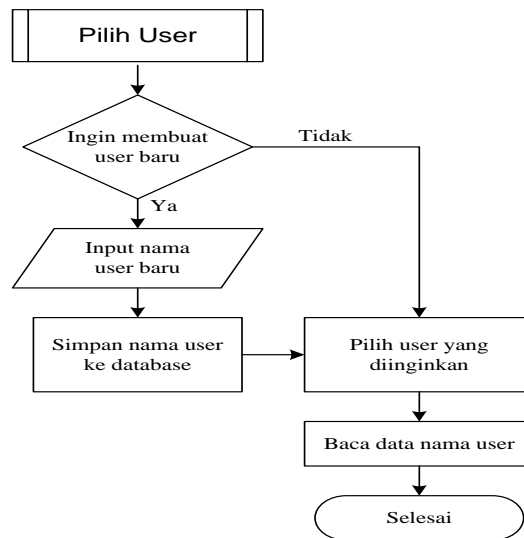 Pilih User
Ingin membuat
user baru
Tidak
Ya
Input nama
user baru
Simpan nama user
ke database
Pilih user yang
diinginkan
Baca data nama user
Selesai